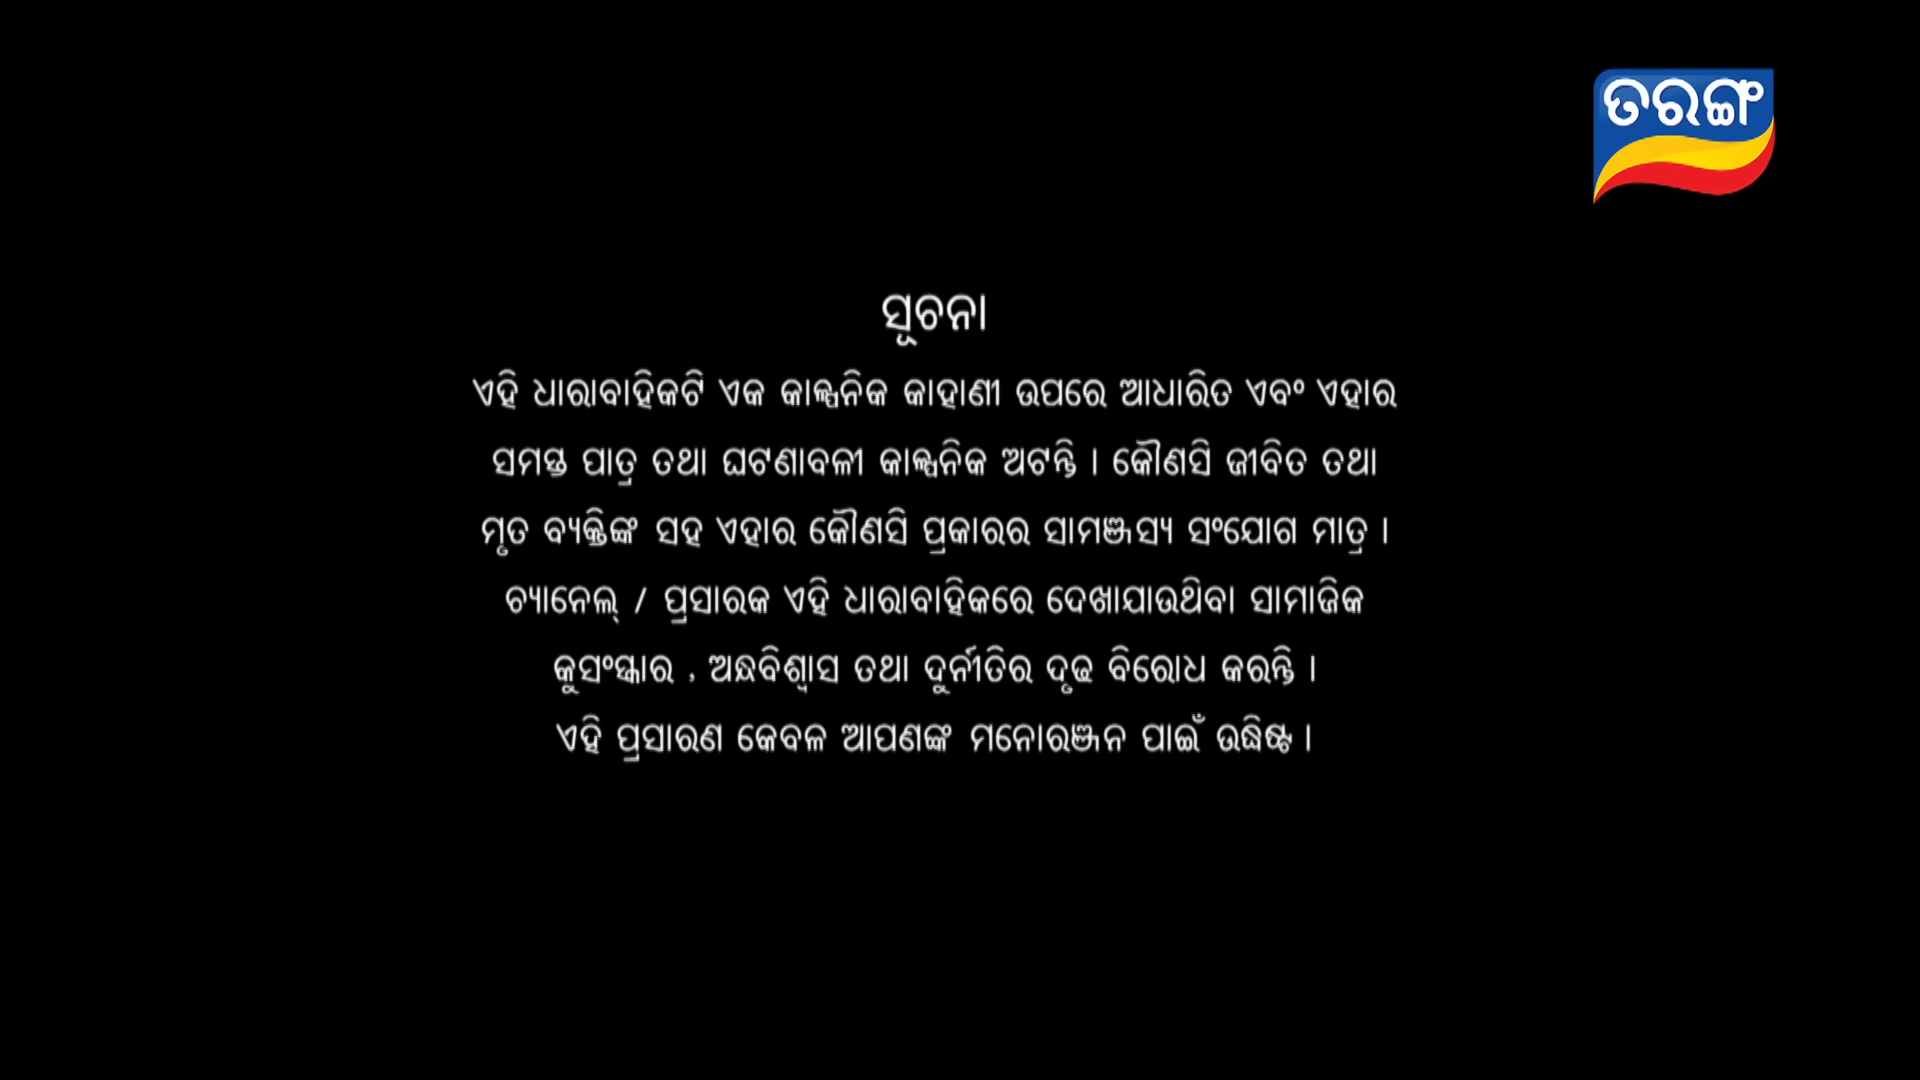 ତରଙ୍ଗ
ସୂଚନା
ଏହି ଧାରାବାହିକଟି ଏକ କାଳ୍ପନିକ କାହାଣୀ ଉପରେ ଆଧାରିତ ଏବଂ ଏହାର
ସମସ୍ତ ପାତ୍ର ତଥା ଘଟଣାବଳୀ କାଳ୍ପନିକ ଅଟନ୍ତି । କୌଣସି ଜୀବିତ ତଥା
ମୃତ ବ୍ୟକ୍ତିଙ୍କ ସହ ଏହାର କୌଣସି ପ୍ରକାରର ସାମଞ୍ଜସ୍ୟ ସଂଯୋଗ ମାତ୍ର ।
ଚ୍ୟାନେଲ୍ / ପ୍ରସାରକ ଏହି ଧାରାବାହିକରେ ଦେଖାଯାଉଥିବା ସାମାଜିକ
କୁସଂସ୍କାର , ଅନ୍ଧବିଶ୍ୱାସ ତଥା ଦୁର୍ନୀତିର ଦୃଢ ବିରୋଧ କରନ୍ତି ।
ଏହି ପ୍ରସାରଣ କେବଳ ଆପଣଙ୍କ ମନୋରଞ୍ଜନ ପାଇଁ ଉଦ୍ଧିଷ୍ଟ ।